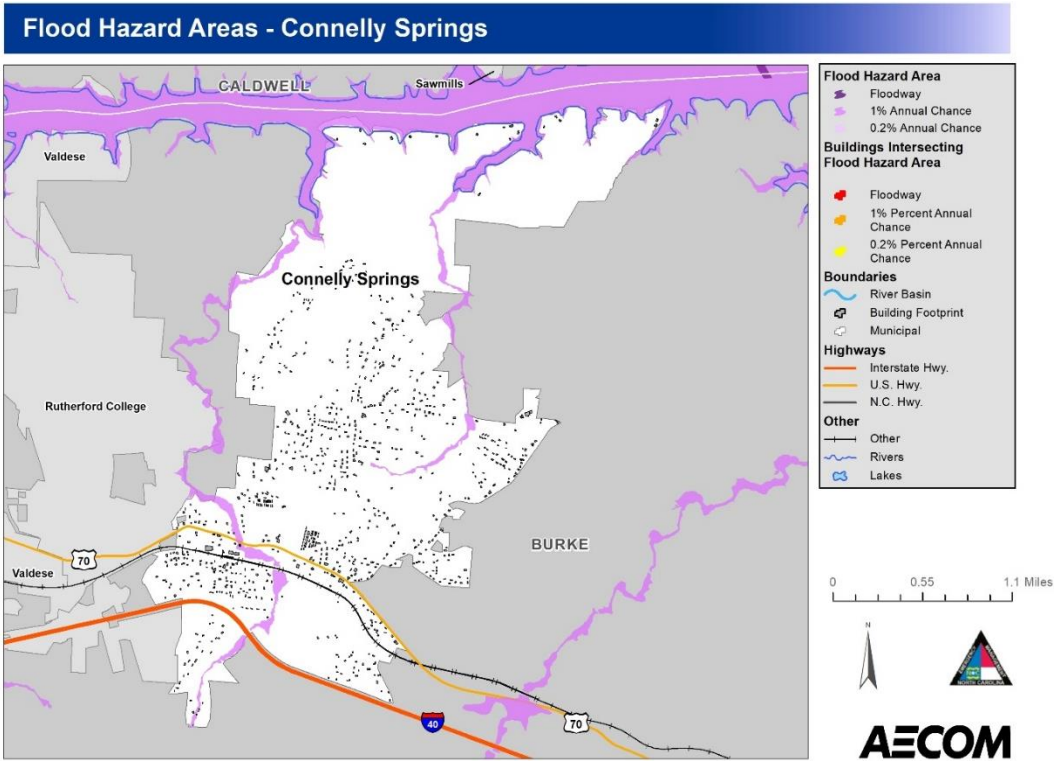 Flood Hazard Areas - Connelly Springs
CALDWELL
Sawmills
Valdese
Connelly Springs
Rutherford College
BURKE
70
Valdese
40
70
Flood Hazard Area
Floodway
1% Annual Chance
0.2% Annual Chance
Buildings Intersecting
Flood Hazard Area
Floodway
1% Percent Annual
Chance
0.2% Percent Annual
Chance
Boundaries
River Basin
Building Footprint
Municipal
Highways
Interstate Hwy.
U.S. Hwy.
N.C. Hwy.
Other
Other
Rivers
Lakes
0 0.55 1.1 Miles
N
NORTH CAROLINA
AECOM